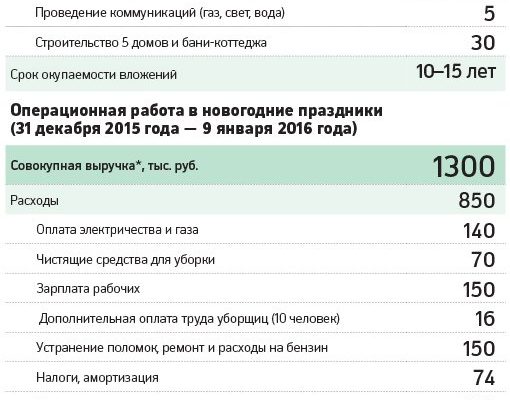 Проведение коммуникаций (газ, свет, вода) 5
Строительство 5 домов и бани-коттеджа 30
Срок окупаемости вложений 10–15 лет
Операционная работа в новогодние праздники
(31 декабря 2015 года — 9 января 2016 года)
Совокупная выручка*, тыс. руб. 1300
Расходы 850
Оплата электричества и газа 140
Чистящие средства для уборки 70
Зарплата рабочих 150
Дополнительная оплата труда уборщиц (10 человек) 16
Устранение поломок, ремонт и расходы на бензин 150
Налоги, амортизация 74